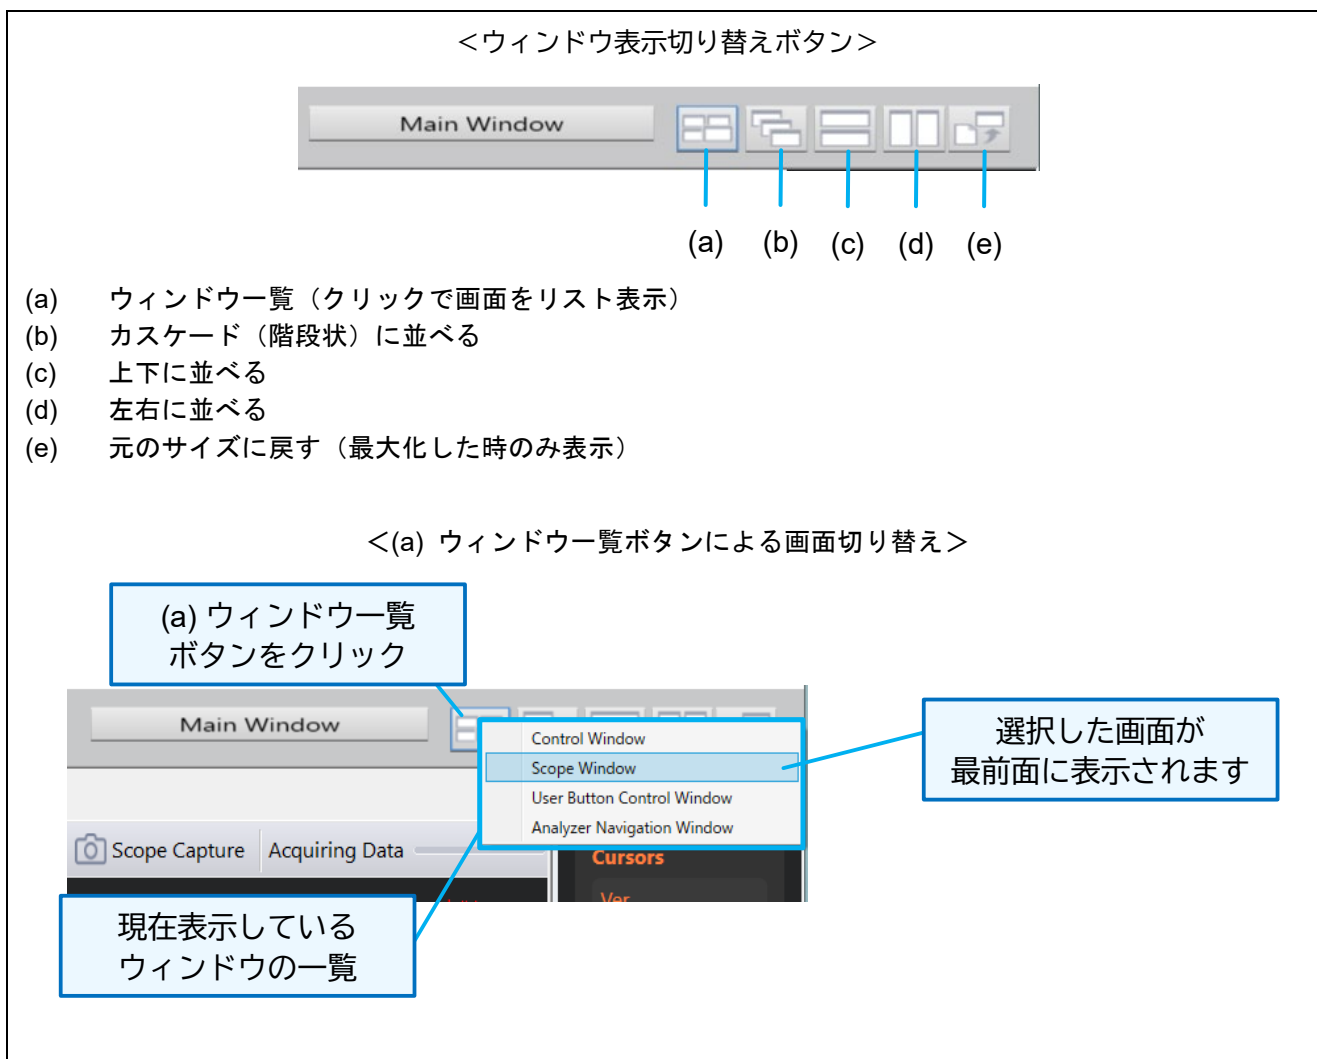 ＜ウィンドウ表示切り替えボタン＞
Main Window
(a) (b) (c) (d) (e)
(a) ウィンドウ一覧（クリックで画面をリスト表示）
(b) カスケード（階段状）に並べる
(c) 上下に並べる
(d) 左右に並べる
(e) 元のサイズに戻す（最大化した時のみ表示）
＜(a) ウィンドウ一覧ボタンによる画面切り替え＞
(a) ウィンドウ一覧
ボタンをクリック
Main Window
Control Window
Scope Window
User Button Control Window
Analyzer Navigation Window
選択した画面が
最前面に表示されます
Scope Capture Acquiring Data
Cursors
Ver
現在表示している
ウィンドウの一覧